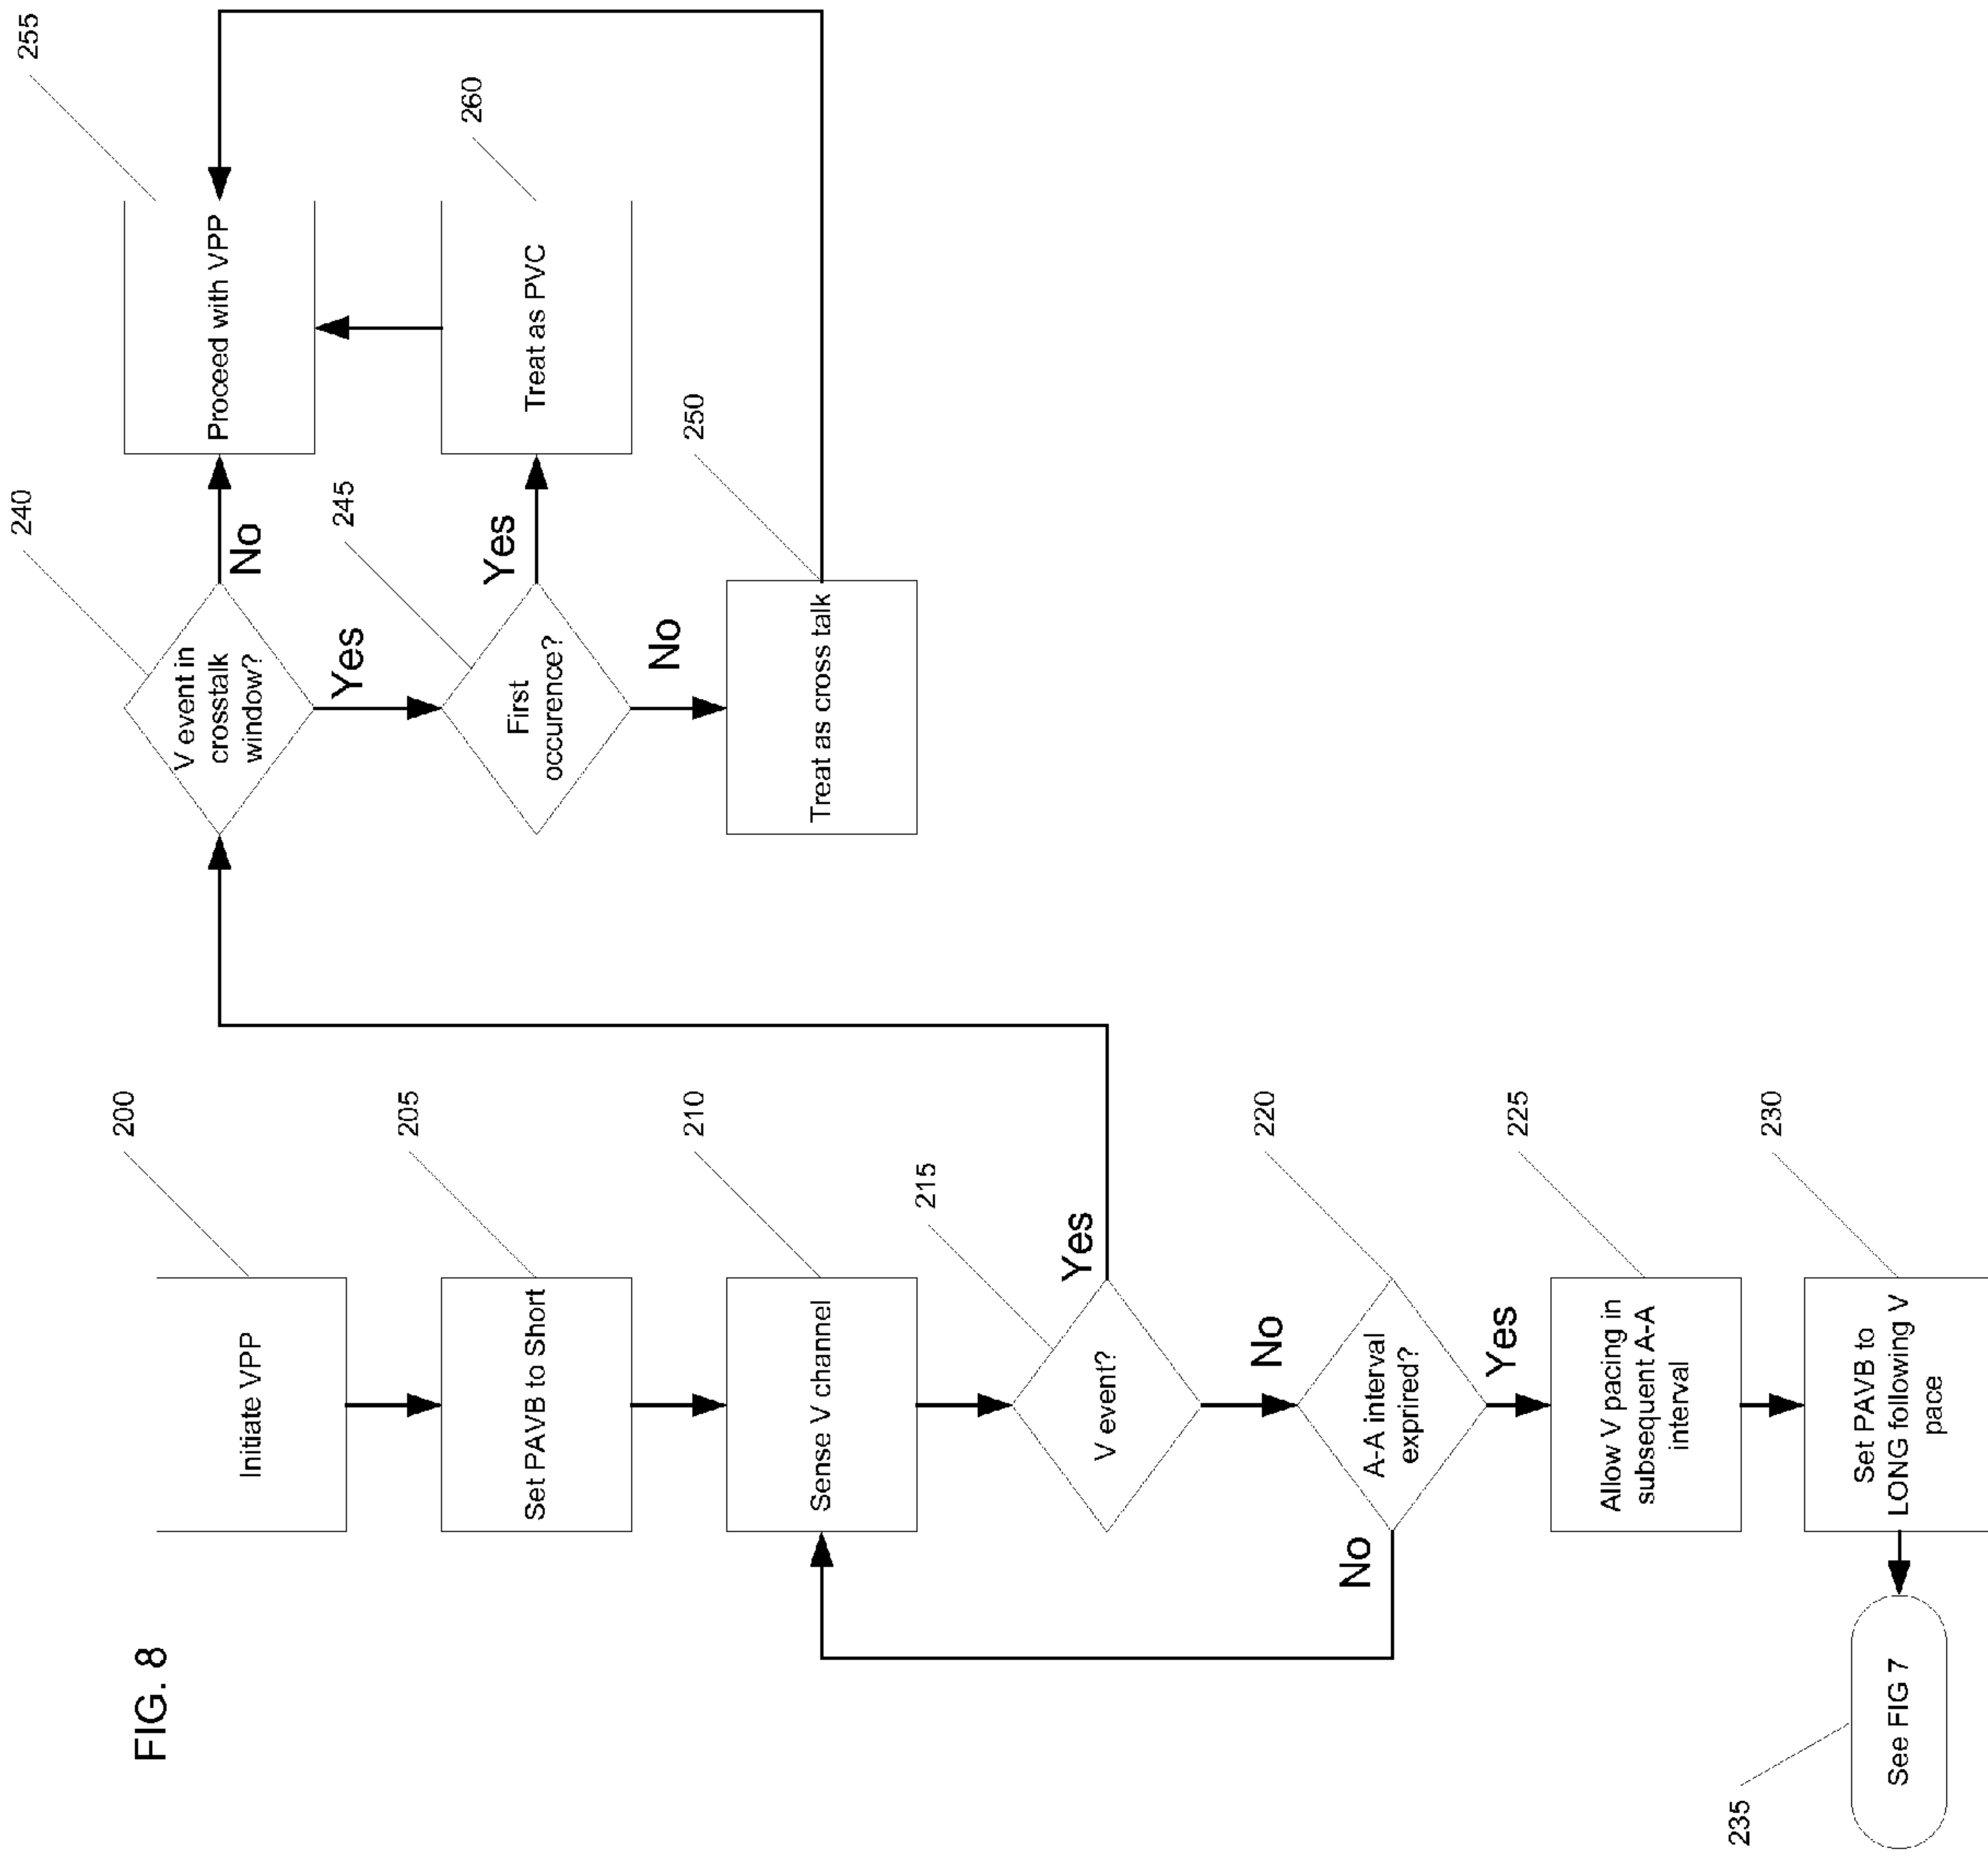 FIG. 8
200
Initiate VPP
205
Set PAVB to Short
210
Sense V channel
215
V event?
Yes
No
220
A-A interval
exprired?
No
Yes
225
Allow V pacing in
subsequent A-A
interval
230
Set PAVB to
LONG following V
pace
235
See FIG 7
240
V event in
crosstalk
window?
No
Yes
245
First
occurence?
Yes
No
250
Treat as cross talk
255
Proceed with VPP
260
Treat as PVC